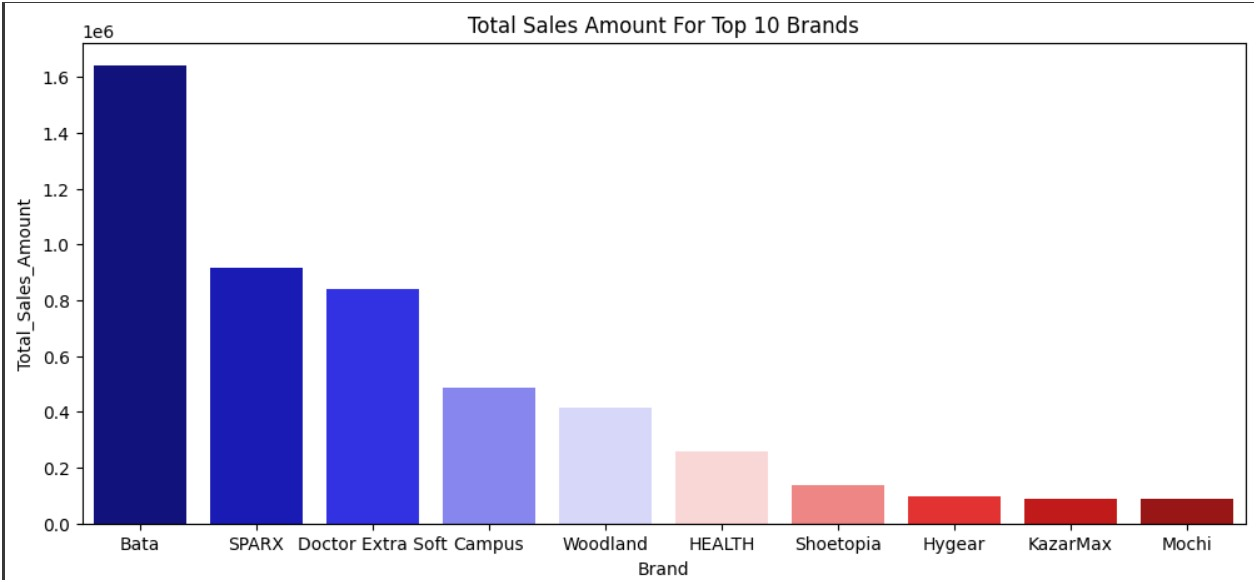 Total Sales Amount For Top 10 Brands
1e6
Total_Sales_Amount
1.6
1.4
1.2
1.0
0.8
0.6
0.4
0.2
0.0
Bata SPARX Doctor Extra Soft Campus Woodland HEALTH Shoetopia Hygear KazarMax Mochi
Brand